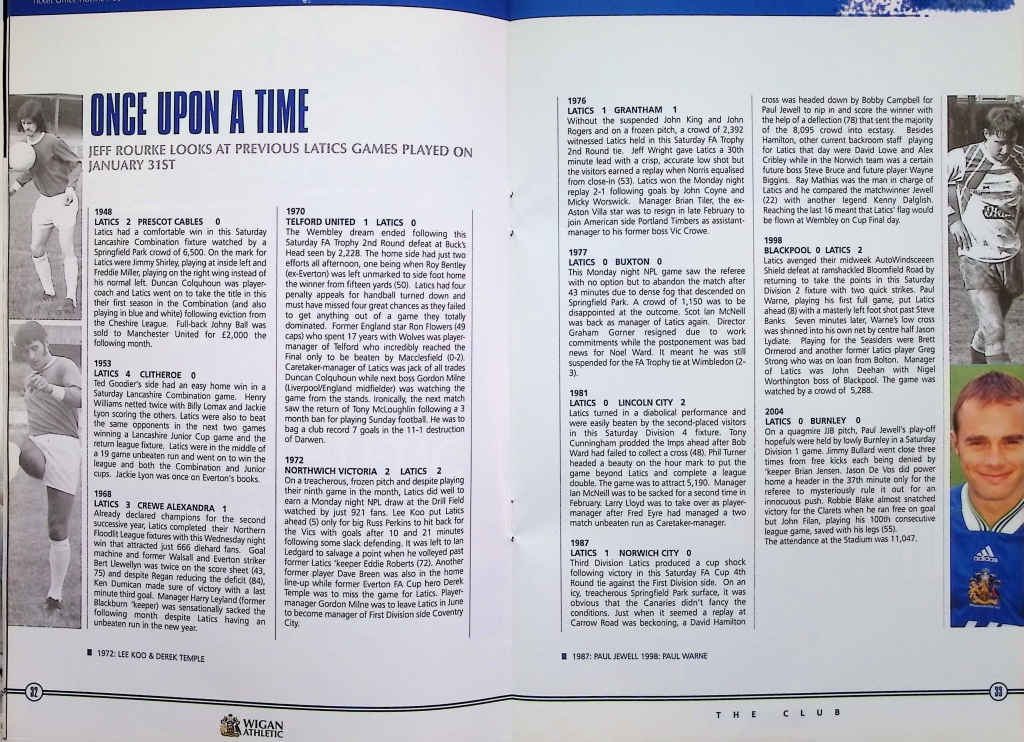 ONCE UPON A TIME
JEFF ROURKE LOOKS AT PREVIOUS LATICS GAMES PLAYED ON
JANUARY 31ST
1948
LATICS 2 PRESCOT CABLES 0
Latics had a comfortable win in this Saturday
Lancashire Combination fixture watched by a
Springfield Park crowd of 6,500. On the mark for
Latics were Jimmy Shirley, playing at inside left and
Freddie Miller, playing on the right wing instead of
his normal left. Duncan Colquhoun was player-
coach and Latics went on to take the title in this
their first season in the Combination (and also
playing in blue and white) following eviction from
the Cheshire League. Full-back Johny Ball was
sold to Manchester United for £2,000 the
following month.
1953
LATICS 4 CLITHEROE 0
Ted Goodier's side had an easy home win in a
Saturday Lancashire Combination game. Henry
Williams netted twice with Billy Lomax and Jackie
Lyon scoring the others. Latics were also to beat
the same opponents in the next two games
winning a Lancashire Junior Cup game and the
return league fixture. Latics were in the middle of
a 19 game unbeaten run and went on to win the
league and both the Combination and Junior
cups. Jackie Lyon was once on Everton's books.
1968
LATICS 3 CREWE ALEXANDRA 1
Already declared champions for the second
successive year, Latics completed their Northern
Floodlit League fixtures with this Wednesday night
win that attracted just 666 diehard fans. Goal
machine and former Walsall and Everton striker
Bert Llewellyn was twice on the score sheet (43,
75) and despite Regan reducing the deficit (84),
Ken Dumican made sure of victory with a last
minute third goal. Manager Harry Leyland (former
Blackburn 'keeper) was sensationally sacked the
following month despite Latics having an
unbeaten run in the new year.
1970
TELFORD UNITED 1 LATICS 0
The Wembley dream ended following this
Saturday FA Trophy 2nd Round defeat at Buck's
Head seen by 2,228. The home side had just two
efforts all afternoon, one being when Roy Bentley
(ex-Everton) was left unmarked to side foot home
the winner from fifteen yards (50). Latics had four
penalty appeals for handball turned down and
must have missed four great chances as they failed
to get anything out of a game they totally
dominated. Former England star Ron Flowers (49
caps) who spent 17 years with Wolves was player-
manager of Telford who incredibly reached the
Final only to be beaten by Macclesfield (0-2).
Caretaker-manager of Latics was jack of all trades
Duncan Colquhoun while next boss Gordon Milne
(Liverpool/England midfielder) was watching the
game from the stands. Ironically, the next match
saw the return of Tony McLoughlin following a 3
month ban for playing Sunday football. He was to
bag a club record 7 goals in the 11-1 destruction
of Darwen.
1972
NORTHWICH VICTORIA 2 LATICS 2
On a treacherous, frozen pitch and despite playing
their ninth game in the month, Latics did well to
earn a Monday night NPL draw at the Drill Field
watched by just 921 fans. Lee Koo put Latics
ahead (5) only for big Russ Perkins to hit back for
the Vics with goals after 10 and 21 minutes
following some slack defending. It was left to Ian
Ledgard to salvage a point when he volleyed past
former Latics 'keeper Eddie Roberts (72). Another
former player Dave Breen was also in the home
line-up while former Everton FA Cup hero Derek
Temple was to miss the game for Latics. Player-
manager Gordon Milne was to leave Latics in June
to become manager of First Division side Coventry
City.
1972: LEE KOO & DEREK TEMPLE
32
WIGAN
ATHLETIC
1976
LATICS 1 GRANTHAM 1
Without the suspended John King and John
Rogers and on a frozen pitch, a crowd of 2,392
witnessed Latics held in this Saturday FA Trophy
2nd Round tie. Jeff Wright gave Latics a 30th
minute lead with a crisp, accurate low shot but
the visitors earned a replay when Norris equalised
from close-in (53). Latics won the Monday night
replay 2-1 following goals by John Coyne and
Micky Worswick. Manager Brian Tiler, the ex-
Aston Villa star was to resign in late February to
join American side Portland Timbers as assistant-
manager to his former boss Vic Crowe.
1977
LATICS 0 BUXTON 0
This Monday night NPL game saw the referee
with no option but to abandon the match after
43 minutes due to dense fog that descended on
Springfield Park. A crowd of 1,150 was to be
disappointed at the outcome. Scot Ian McNeill
was back as manager of Latics again. Director
Graham Gorner resigned due to work
commitments while the postponement was bad
news for Noel Ward. It meant he was still
suspended for the FA Trophy tie at Wimbledon (2-
3).
1981
LATICS 0 LINCOLN CITY 2
Latics turned in a diabolical performance and
were easily beaten by the second-placed visitors
in this Saturday Division 4 fixture. Tony
Cunningham prodded the Imps ahead after Bob
Ward had failed to collect a cross (48). Phil Turner
headed a beauty on the hour mark to put the
game beyond Latics and complete a league
double. The game was to attract 5,190. Manager
Ian McNeill was to be sacked for a second time in
February. Larry Lloyd was to take over as player-
manager after Fred Eyre had managed a two
match unbeaten run as Caretaker-manager.
1987
LATICS 1 NORWICH CITY 0
Third Division Latics produced a cup shock
following victory in this Saturday FA Cup 4th
Round tie against the First Division side. On an
icy, treacherous Springfield Park surface, it was
obvious that the Canaries didn't fancy the
conditions. Just when it seemed a replay at
Carrow Road was beckoning, a David Hamilton
cross was headed down by Bobby Campbell for
Paul Jewell to nip in and score the winner with
the help of a deflection (78) that sent the majority
of the 8,095 crowd into ecstasy. Besides
Hamilton, other current backroom staff playing
for Latics that day were David Lowe and Alex
Cribley while in the Norwich team was a certain
future boss Steve Bruce and future player Wayne
Biggins. Ray Mathias was the man in charge of
Latics and he compared the matchwinner Jewell
(22) with another legend Kenny Dalglish.
Reaching the last 16 meant that Latics' flag would
be flown at Wembley on Cup Final day.
1998
BLACKPOOL 0 LATICS 2
Latics avenged their midweek AutoWindsceeen
Shield defeat at ramshackled Bloomfield Road by
returning to take the points in this Saturday
Division 2 fixture with two quick strikes. Paul
Warne, playing his first full game, put Latics
ahead (8) with a masterly left foot shot past Steve
Banks. Seven minutes later, Warne's low cross
was shinned into his own net by centre half Jason
Lydiate. Playing for the Seasiders were Brett
Ormerod and another former Latics player Greg
Strong who was on loan from Bolton. Manager
of Latics was John Deehan with Nigel
Worthington boss of Blackpool. The game was
watched by a crowd of 5,288.
2004
LATICS 0 BURNLEY 0
On a quagmire JJB pitch, Paul Jewell's play-off
hopefuls were held by lowly Burnley in a Saturday
Division 1 game. Jimmy Bullard went close three
times from free kicks each being denied by
'keeper Brian Jensen. Jason De Vos did power
home a header in the 37th minute only for the
referee to mysteriously rule it out for an
innocuous push. Robbie Blake almost snatched
victory for the Clarets when he ran free on goal
but John Filan, playing his 100th consecutive
league game, saved with his legs (55).
The attendance at the Stadium was 11,047.
adidas
1987: PAUL JEWELL 1998: PAUL WARNE
33
THE CLUB